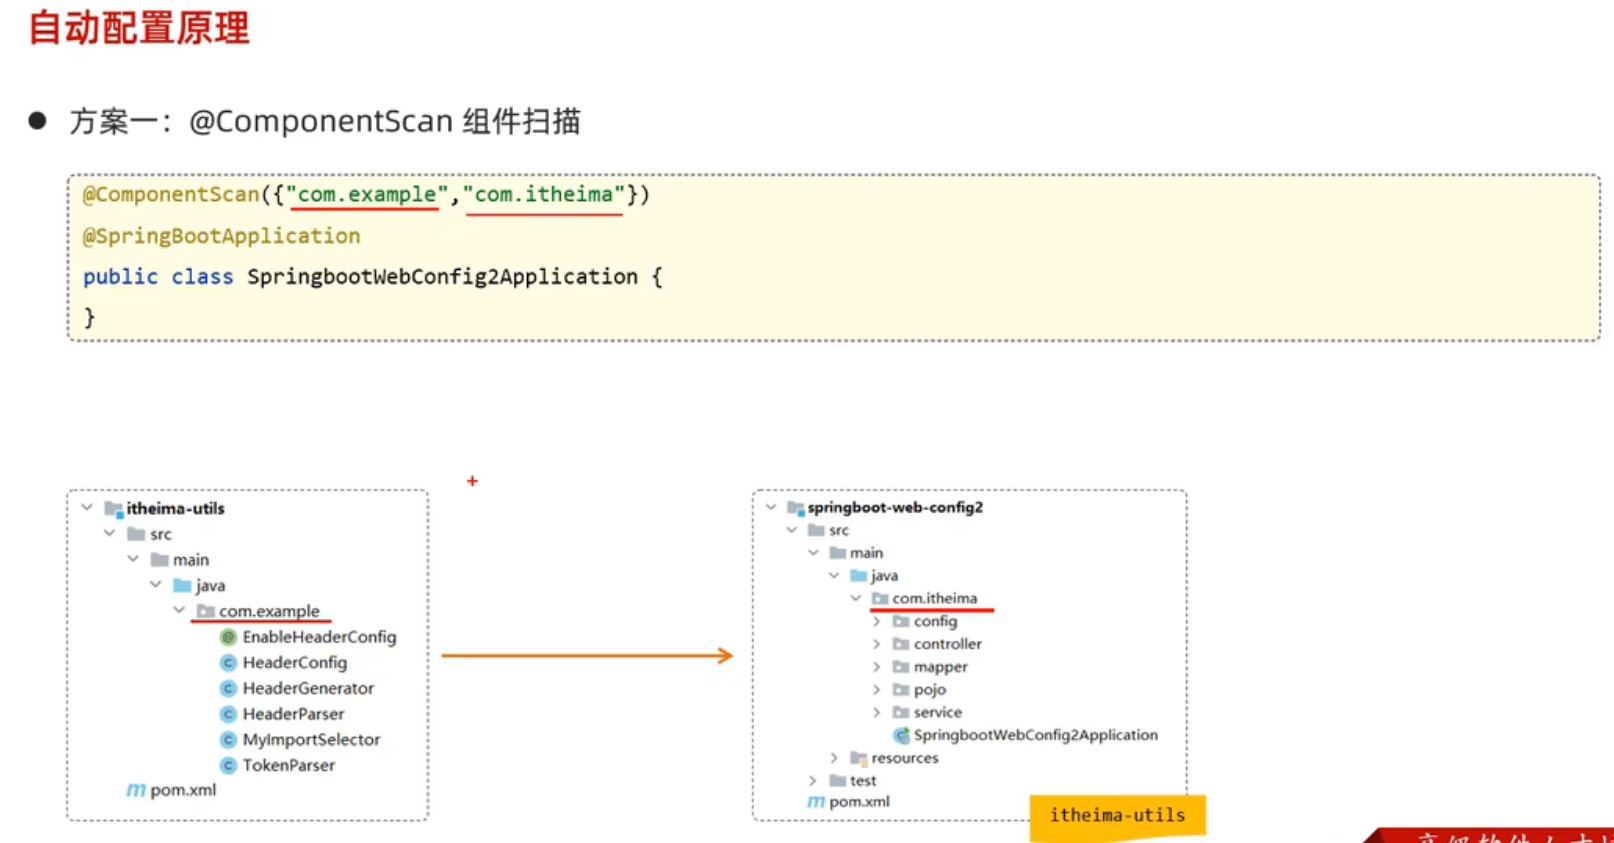 自动配置原理
方案一：@ComponentScan 组件扫描
@ComponentScan({"com.example","com.itheima"})
@SpringBootApplication
public class SpringbootWebConfig2Application {
}
itheima-utils
src
main
java
com.example
EnableHeaderConfig
HeaderConfig
HeaderGenerator
HeaderParser
MyImportSelector
TokenParser
pom.xml
springboot-web-config2
src
main
java
com.itheima
config
controller
mapper
pojo
service
SpringbootWebConfig2Application
resources
test
pom.xml
itheima-utils